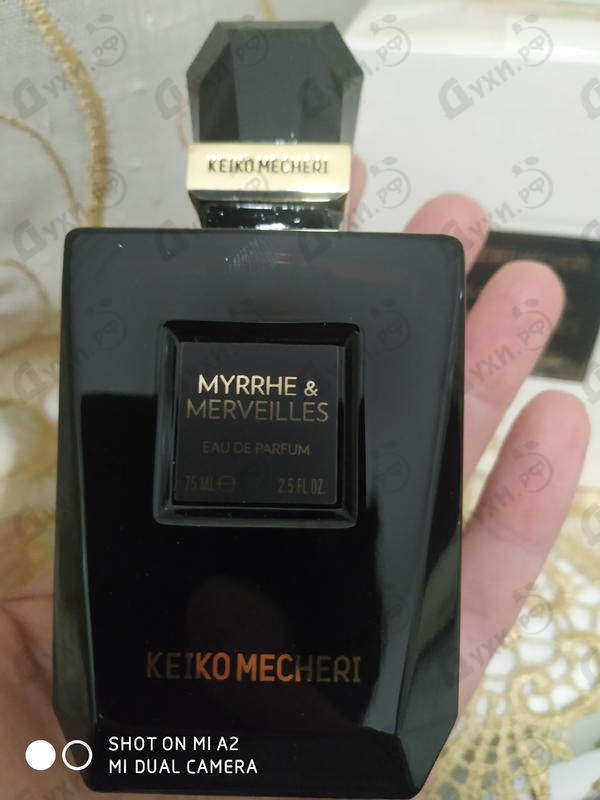 KEIKO MECHERI
MYRRHE &
MERVEILLES
EAU DE PARFUM
75 ML ℮ 2.5 FL OZ.
KEIKO MECHERI
SHOT ON MI A2
MI DUAL CAMERA
Духи.РФ